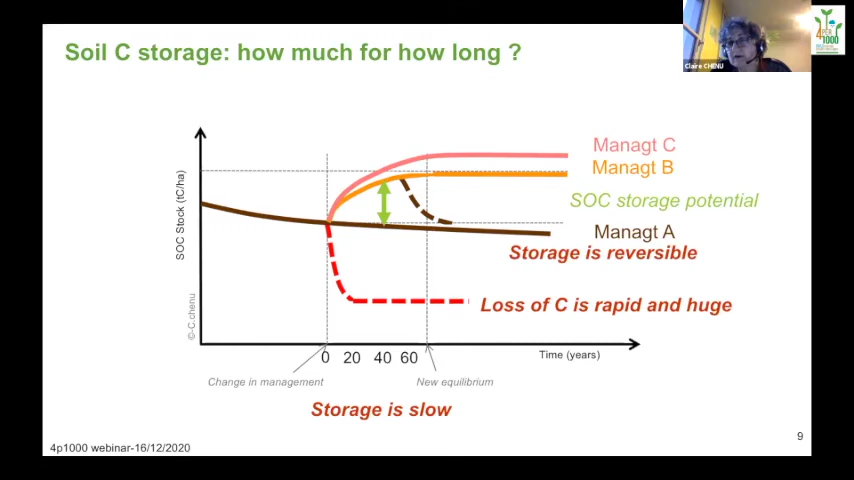 Soil C storage: how much for how long ?
Claire CHENU
4PER
1000
Managt C
Managt B
SOC storage potential
Managt A
Storage is reversible
Loss of C is rapid and huge
SOC Stock (tC/ha)
©-C.chenu
0 20 40 60
Time (years)
Change in management
New equilibrium
Storage is slow
9
4p1000 webinar-16/12/2020